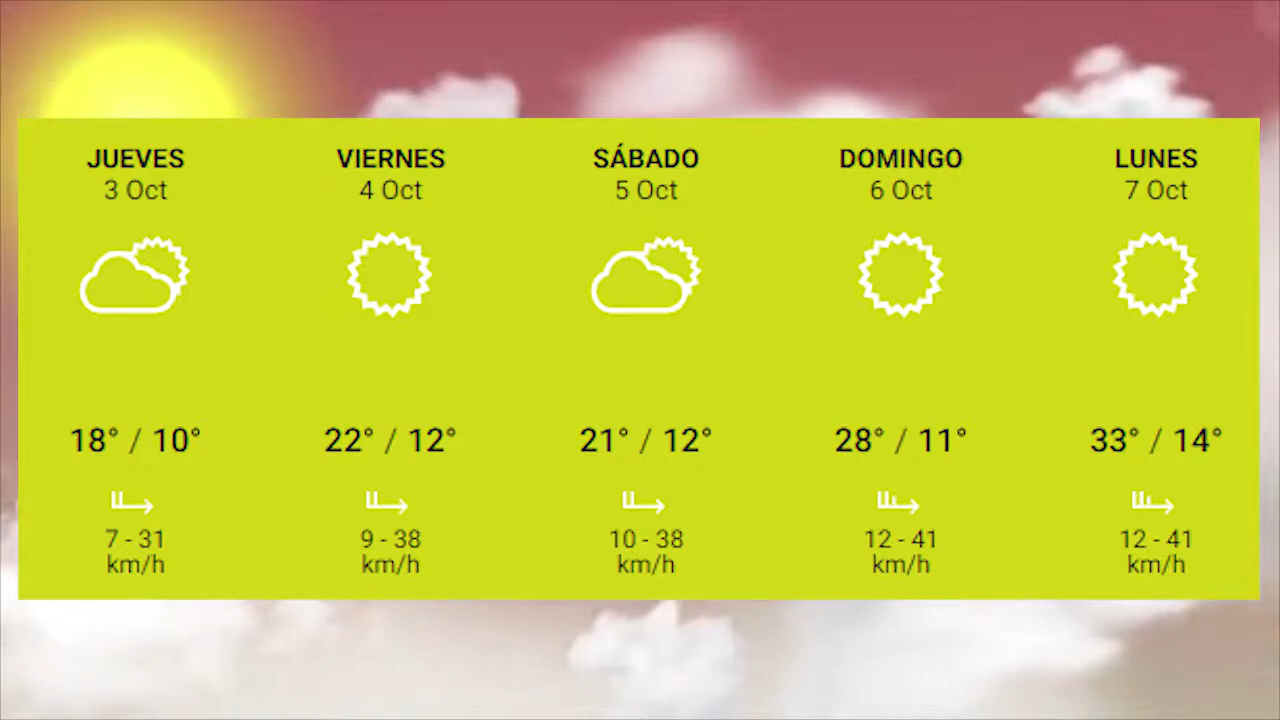 JUEVES
3 Oct
18° / 10°
7 - 31
km/h
VIERNES
4 Oct
22° / 12°
9 - 38
km/h
SÁBADO
5 Oct
21° / 12°
10 - 38
km/h
DOMINGO
6 Oct
28° / 11°
12 - 41
km/h
LUNES
7 Oct
33° / 14°
12 - 41
km/h